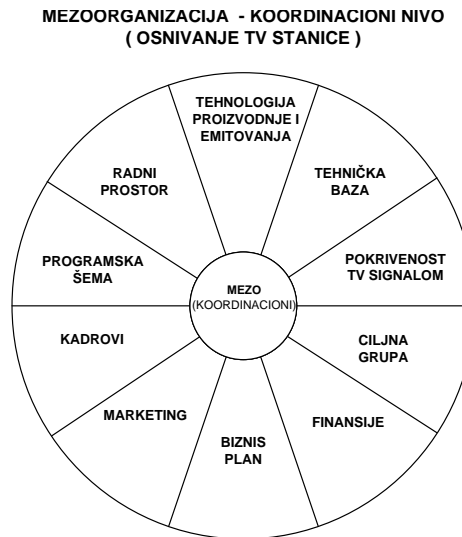 MEZOORGANIZACIJA - KOORDINACIONI NIVO
( OSNIVANJE TV STANICE )
TEHNOLOGIJA
PROIZVODNJE I
EMITOVANJA
TEHNIČKA
BAZA
POKRIVENOST
TV SIGNALOM
CILJNA
GRUPA
FINANSIJE
BIZNIS
PLAN
MARKETING
KADROVI
PROGRAMSKA
ŠEMA
RADNI
PROSTOR
MEZO
(KOORDINACIONI)